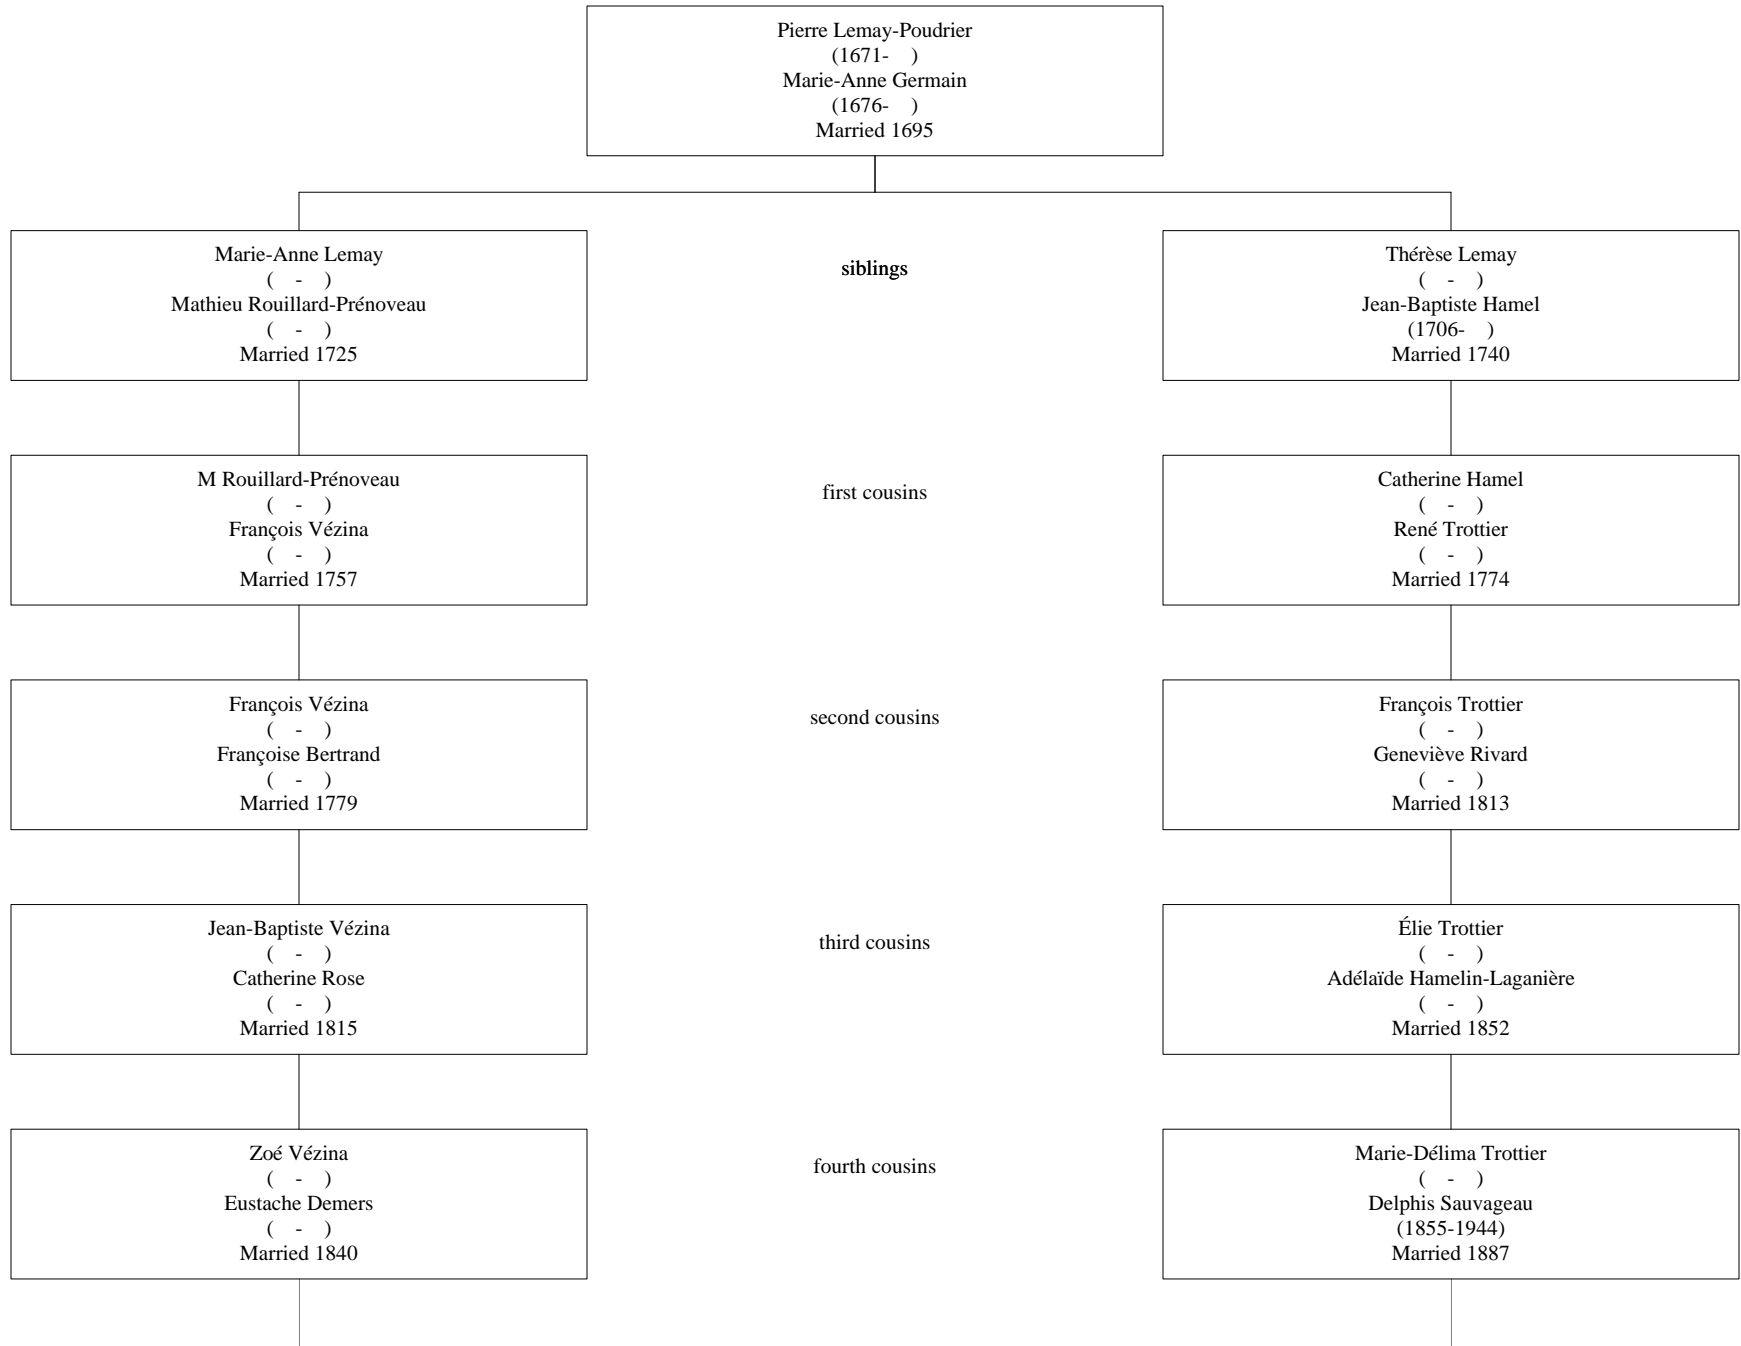 Pierre Lemay-Poudrier
(1671-    )
Marie-Anne Germain
(1676-    )
Married 1695
Marie-Anne Lemay
(    -    )
Mathieu Rouillard-Prénoveau
(    -    )
Married 1725
siblings
Thérèse Lemay
(    -    )
Jean-Baptiste Hamel
(1706-    )
Married 1740
M Rouillard-Prénoveau
(    -    )
François Vézina
(    -    )
Married 1757
first cousins
Catherine Hamel
(    -    )
René Trottier
(    -    )
Married 1774
François Vézina
(    -    )
Françoise Bertrand
(    -    )
Married 1779
second cousins
François Trottier
(    -    )
Geneviève Rivard
(    -    )
Married 1813
Jean-Baptiste Vézina
(    -    )
Catherine Rose
(    -    )
Married 1815
third cousins
Élie Trottier
(    -    )
Adélaïde Hamelin-Laganière
(    -    )
Married 1852
Zoé Vézina
(    -    )
Eustache Demers
(    -    )
Married 1840
fourth cousins
Marie-Délima Trottier
(    -    )
Delphis Sauvageau
(1855-1944)
Married 1887